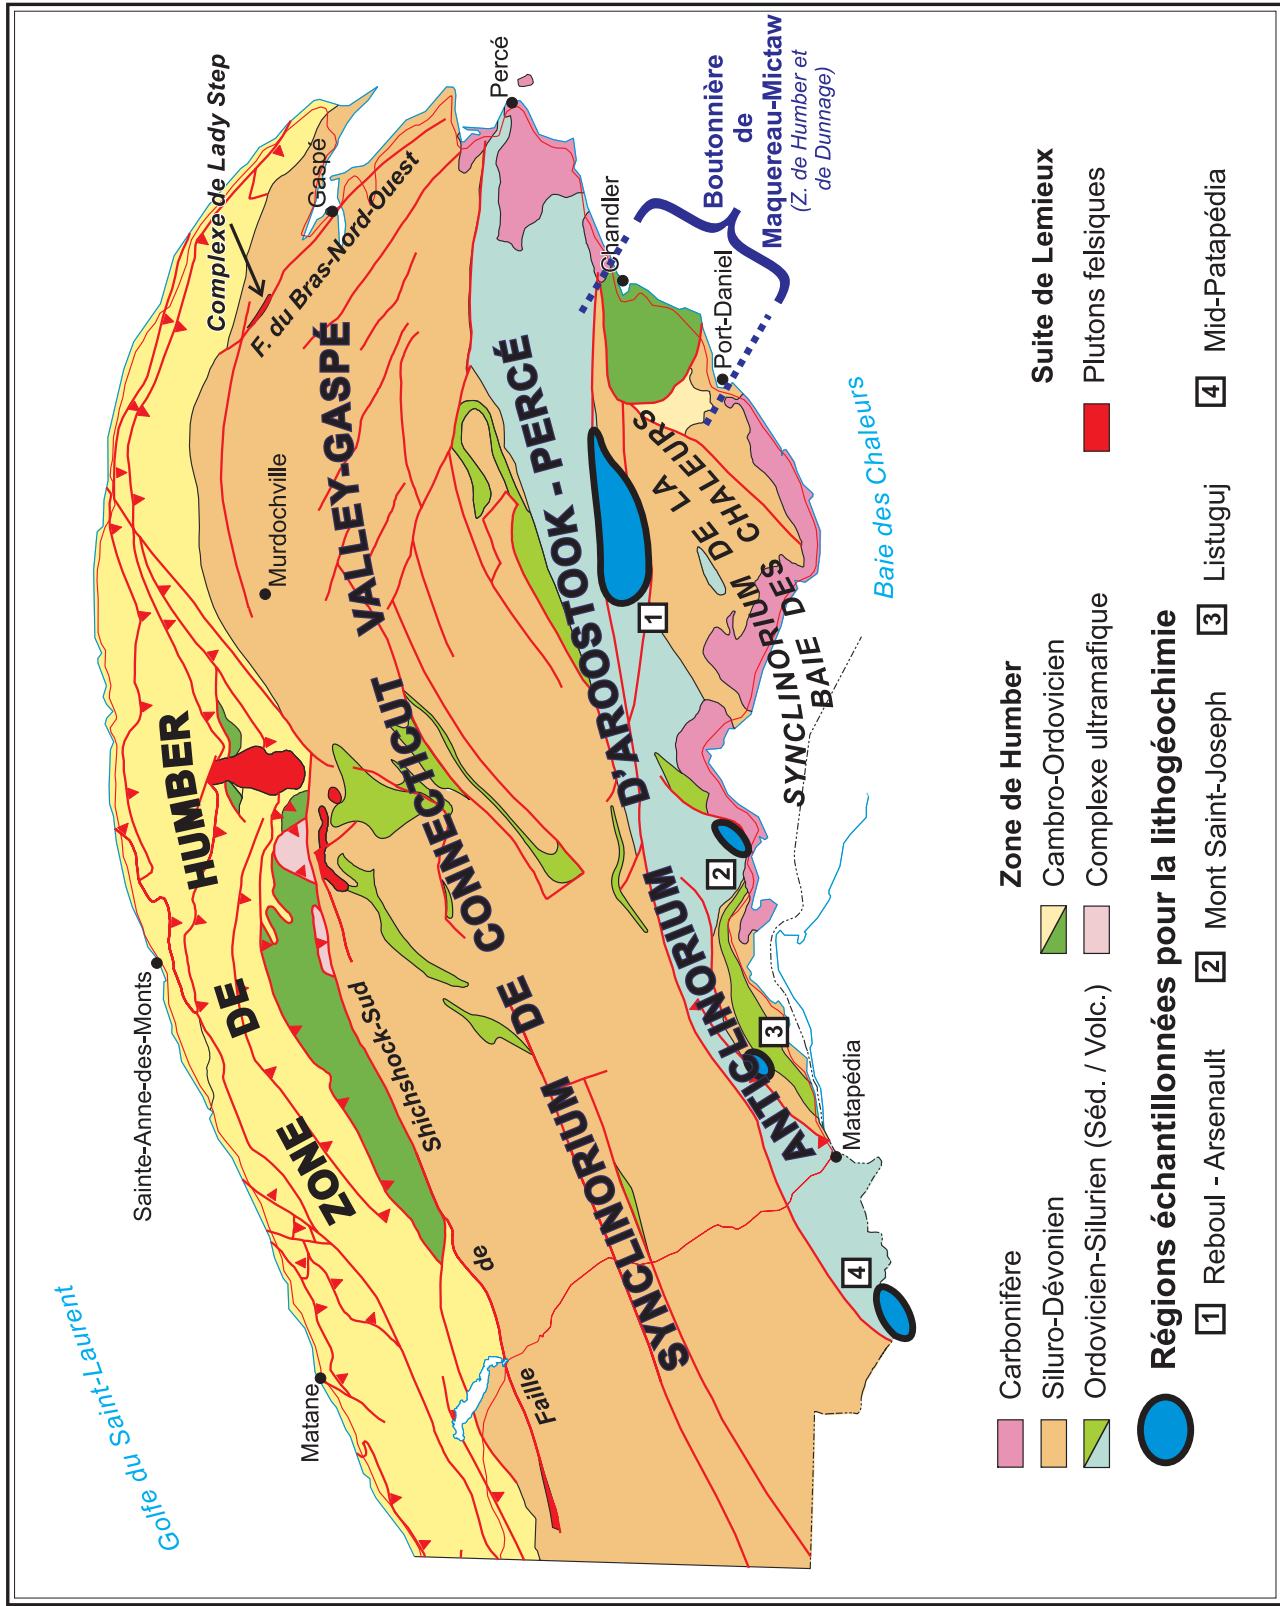 Golfe du Saint-Laurent
Matane
Sainte-Anne-des-Monts
Murdochville
Complexe de Lady Step
Gaspé
F. du Bras-Nord-Ouest
Percé
Chandler
Port-Daniel
Boutonnière
de
Maquereau-Mictaw
(Z. de Humber et
de Dunnage)
ZONE DE HUMBER
Faille de Shichshock-Sud
SYNCLINORIUM DE CONNECTICUT VALLEY-GASPÉ
ANTICLINORIUM D'AROOSTOOK - PERCÉ
SYNCLINORIUM DE LA
BAIE DES CHALEURS
Baie des Chaleurs
Matapédia
1
2
3
4
Carbonifère
Siluro-Dévonien
Ordovicien-Silurien (Séd. / Volc.)
Zone de Humber
Cambro-Ordovicien
Complexe ultramafique
Suite de Lemieux
Plutons felsiques
Régions échantillonnées pour la lithogéochimie
1 Reboul - Arsenault
2 Mont Saint-Joseph
3 Listuguj
4 Mid-Patapédia